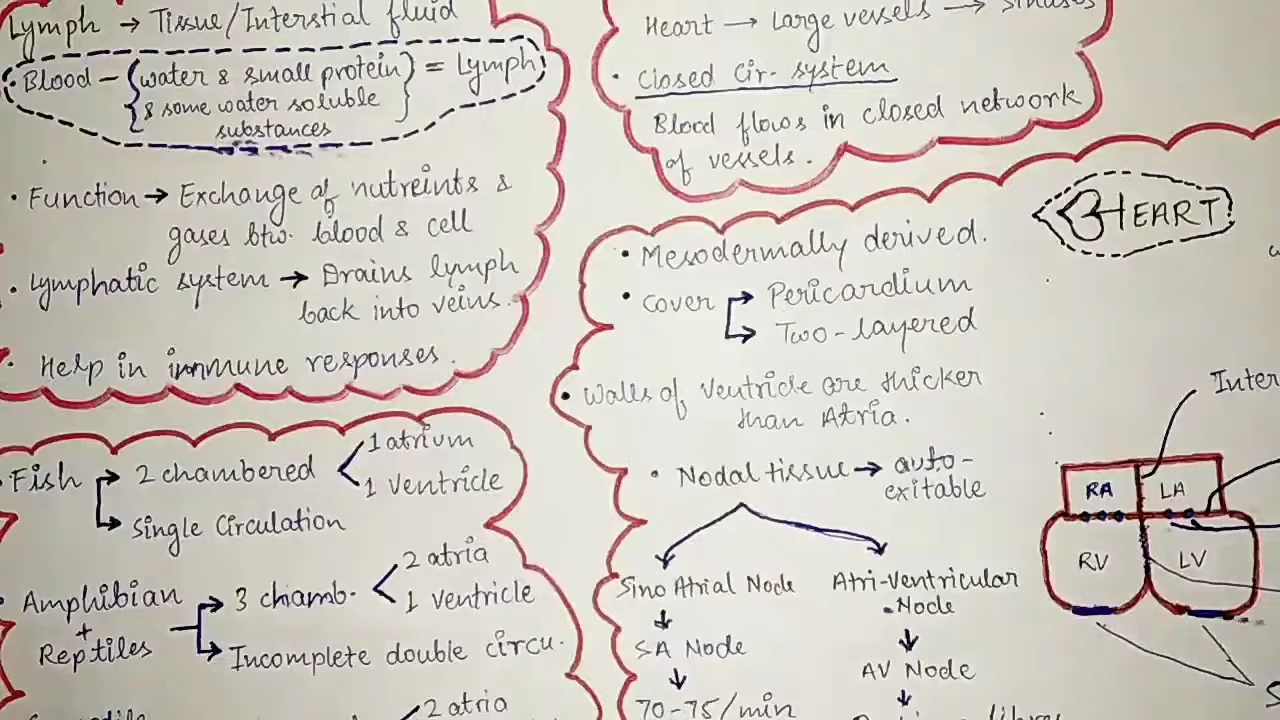 Lymph → Tissue/Interstial fluid
Blood - {water & small protein
& some water soluble
substances} = Lymph
• Function → Exchange of nutreints &
gases btw. blood & cell
• Lymphatic system → Drains lymph
back into veins.
• Help in immune responses.
• Fish → 2 chambered < 1 atrium
1 ventricle
→ Single Circulation
• Amphibian
+
Reptiles → 3 chamb. < 2 atria
1 ventricle
→ Incomplete double circu.
2 atria
Heart → Large vessels →
• Closed Cir. system
Blood flows in closed network
of vessels.
HEART
• Mesodermally derived.
• cover → Pericardium
→ Two-layered
• Walls of ventricle are thicker
than Atria.
• Nodal tissue → auto-
exitable
Sino Atrial Node
↓
SA Node
↓
70-75/min
Atri-ventricular
Node
↓
AV Node
↓
Inter
RA LA
RV LV